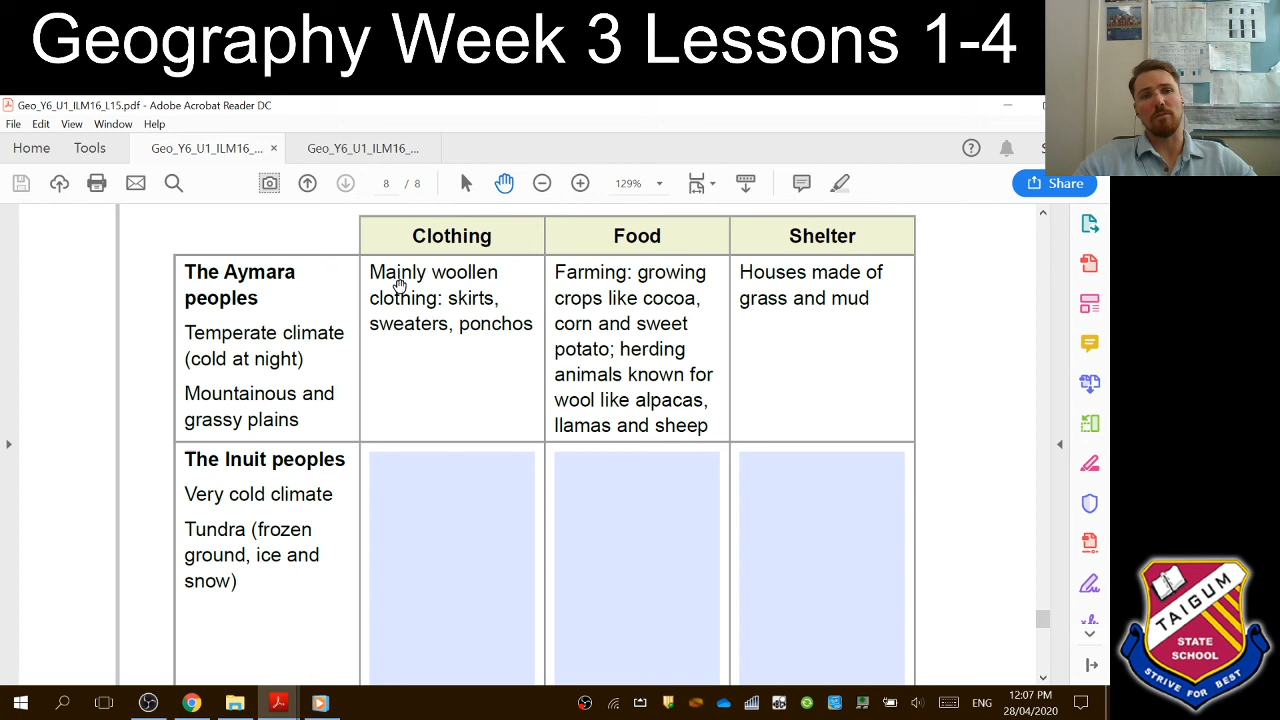 Geography Week 3 Lessons 1-4
Geo_Y6_U1_ILM16_L15.pdf - Adobe Acrobat Reader DC
File Edit View Window Help
Home Tools Geo_Y6_U1_ILM16_... × Geo_Y6_U1_ILM16_...
8 / 8 129% Share
Clothing Food Shelter
The Aymara
peoples
Temperate climate
(cold at night)
Mountainous and
grassy plains
Mainly woollen
clothing: skirts,
sweaters, ponchos
Farming: growing
crops like cocoa,
corn and sweet
potato; herding
animals known for
wool like alpacas,
llamas and sheep
Houses made of
grass and mud
The Inuit peoples
Very cold climate
Tundra (frozen
ground, ice and
snow)
TAIGUM
STATE
SCHOOL
STRIVE FOR BEST
ENG
12:07 PM
28/04/2020